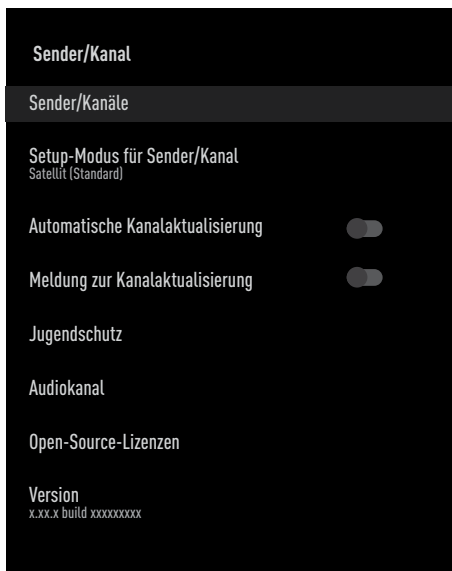 Sender/Kanal
Sender/Kanäle
Setup-Modus für Sender/Kanal
Satellit (Standard)
Automatische Kanalaktualisierung
Meldung zur Kanalaktualisierung
Jugendschutz
Audiokanal
Open-Source-Lizenzen
Version
x.xx.x build xxxxxxxxx